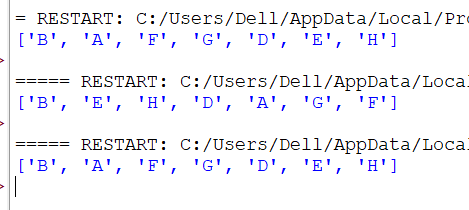 = RESTART: C:/Users/Dell/AppData/Local/Pro
['B', 'A', 'F', 'G', 'D', 'E', 'H']
===== RESTART: C:/Users/Dell/AppData/Local
['B', 'E', 'H', 'D', 'A', 'G', 'F']
===== RESTART: C:/Users/Dell/AppData/Local
['B', 'A', 'F', 'G', 'D', 'E', 'H']